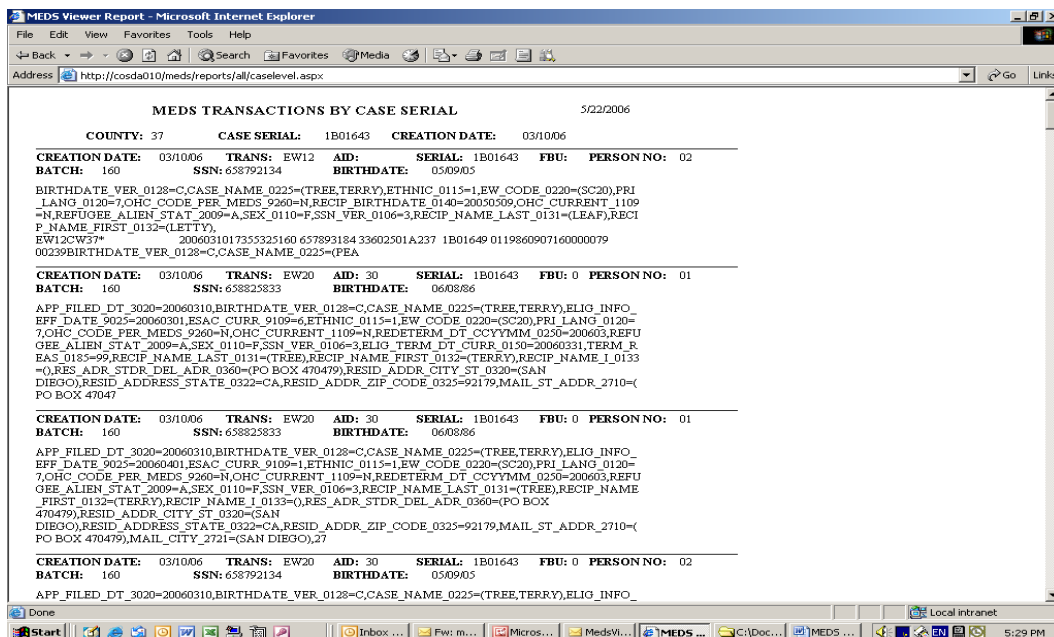 MEDS Viewer Report - Microsoft Internet Explorer
File Edit View Favorites Tools Help
Back Search Favorites Media
Address http://cosda010/meds/reports/all/caselevel.aspx Go Links
MEDS TRANSACTIONS BY CASE SERIAL 5/22/2006
COUNTY: 37 CASE SERIAL: 1B01643 CREATION DATE: 03/10/06
CREATION DATE: 03/10/06 TRANS: EW12 AID: SERIAL: 1B01643 FBU: PERSON NO: 02
BATCH: 160 SSN: 658792134 BIRTHDATE: 05/09/05
BIRTHDATE_VER_0128=C,CASE_NAME_0225=(TREE,TERRY),ETHNIC_0115=1,EW_CODE_0220=(SC20),PRI
_LANG_0120=7,OHC_CODE_PER_MEDS_9260=N,RECIP_BIRTHDATE_0140=20050509,OHC_CURRENT_1109
=N,REFUGEE_ALIEN_STAT_2009=A,SEX_0110=F,SSN_VER_0106=3,RECIP_NAME_LAST_0131=(LEAF),RECI
P_NAME_FIRST_0132=(LETTY),
EW12CW37* 2006031017355325160 657893184 33602501A237 1B01649 0119860907160000079
00239BIRTHDATE_VER_0128=C,CASE_NAME_0225=(PEA
CREATION DATE: 03/10/06 TRANS: EW20 AID: 30 SERIAL: 1B01643 FBU: 0 PERSON NO: 01
BATCH: 160 SSN: 658825833 BIRTHDATE: 06/08/86
APP_FILED_DT_3020=20060310,BIRTHDATE_VER_0128=C,CASE_NAME_0225=(TREE,TERRY),ELIG_INFO_
EFF_DATE_9025=20060301,ESAC_CURR_9109=6,ETHNIC_0115=1,EW_CODE_0220=(SC20),PRI_LANG_0120=
7,OHC_CODE_PER_MEDS_9260=N,OHC_CURRENT_1109=N,REDETERM_DT_CCYYMM_0250=200603,REFU
GEE_ALIEN_STAT_2009=A,SEX_0110=F,SSN_VER_0106=3,ELIG_TERM_DT_CURR_0150=20060331,TERM_R
EAS_0185=99,RECIP_NAME_LAST_0131=(TREE),RECIP_NAME_FIRST_0132=(TERRY),RECIP_NAME_I_0133
=(),RES_ADR_STDR_DEL_ADR_0360=(PO BOX 470479),RESID_ADDR_CITY_ST_0320=(SAN
DIEGO),RESID_ADDRESS_STATE_0322=CA,RESID_ADDR_ZIP_CODE_0325=92179,MAIL_ST_ADDR_2710=(
PO BOX 47047
CREATION DATE: 03/10/06 TRANS: EW20 AID: 30 SERIAL: 1B01643 FBU: 0 PERSON NO: 01
BATCH: 160 SSN: 658825833 BIRTHDATE: 06/08/86
APP_FILED_DT_3020=20060310,BIRTHDATE_VER_0128=C,CASE_NAME_0225=(TREE,TERRY),ELIG_INFO_
EFF_DATE_9025=20060401,ESAC_CURR_9109=1,ETHNIC_0115=1,EW_CODE_0220=(SC20),PRI_LANG_0120=
7,OHC_CODE_PER_MEDS_9260=N,OHC_CURRENT_1109=N,REDETERM_DT_CCYYMM_0250=200603,REFU
GEE_ALIEN_STAT_2009=A,SEX_0110=F,SSN_VER_0106=3,RECIP_NAME_LAST_0131=(TREE),RECIP_NAME
_FIRST_0132=(TERRY),RECIP_NAME_I_0133=(),RES_ADR_STDR_DEL_ADR_0360=(PO BOX
470479),RESID_ADDR_CITY_ST_0320=(SAN
DIEGO),RESID_ADDRESS_STATE_0322=CA,RESID_ADDR_ZIP_CODE_0325=92179,MAIL_ST_ADDR_2710=(
PO BOX 470479),MAIL_CITY_2721=(SAN DIEGO),27
CREATION DATE: 03/10/06 TRANS: EW20 AID: 30 SERIAL: 1B01643 FBU: 0 PERSON NO: 02
BATCH: 160 SSN: 658792134 BIRTHDATE: 05/09/05
APP_FILED_DT_3020=20060310,BIRTHDATE_VER_0128=C,CASE_NAME_0225=(TREE,TERRY),ELIG_INFO_
Done Local intranet
Start Inbox ... Fw: m... Micros... MedsVi... MEDS ... C:\Doc... MEDS ... EN 5:29 PM